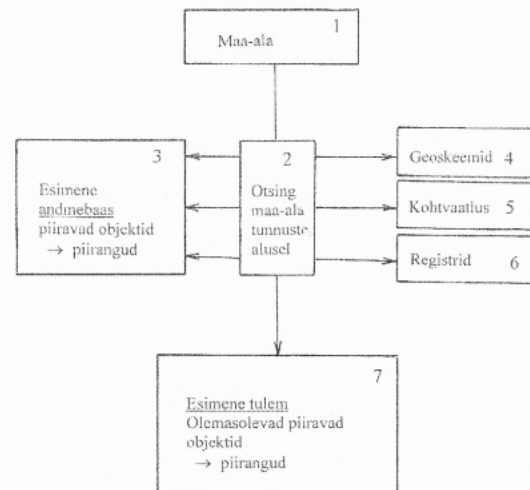 1
Maa-ala
3
Esimene
andmebaas
piiravad objektid
→ piirangud
2
Otsing
maa-ala
tunnuste
alusel
Geoskeemid 4
Kohtvaatlus 5
Registrid 6
7
Esimene tulem
Olemasolevad piiravad
objektid
→ piirangud